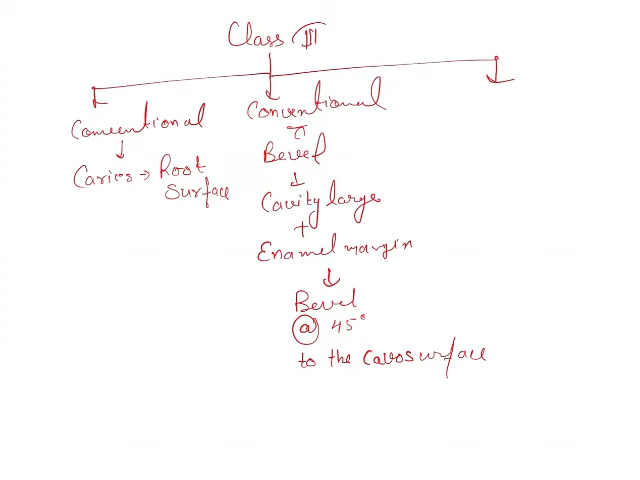 Class III
Conventional
↓
Caries → Root
Surface
Conventional
Bevel
↓
Cavity large
+
Enamel margin
↓
Bevel
@ 45°
to the Cavosurface